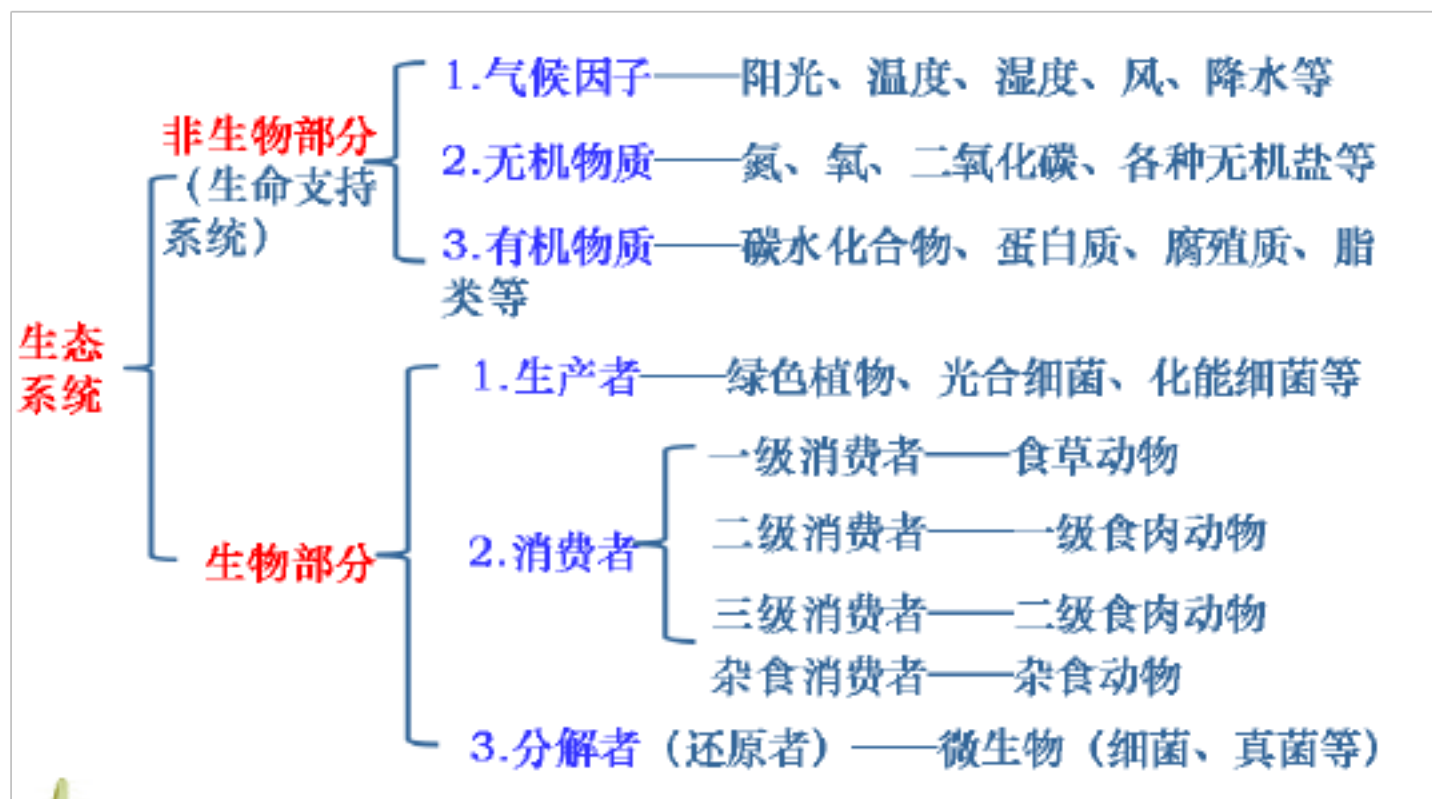 1.气候因子——阳光、温度、湿度、风、降水等
非生物部分
2.无机物质——氮、氧、二氧化碳、各种无机盐等
（生命支持
系统）
3.有机物质——碳水化合物、蛋白质、腐殖质、脂
类等
生态
系统
1.生产者——绿色植物、光合细菌、化能细菌等
一级消费者——食草动物
二级消费者——一级食肉动物
2.消费者
生物部分
三级消费者——二级食肉动物
杂食消费者——杂食动物
3.分解者（还原者）——微生物（细菌、真菌等）